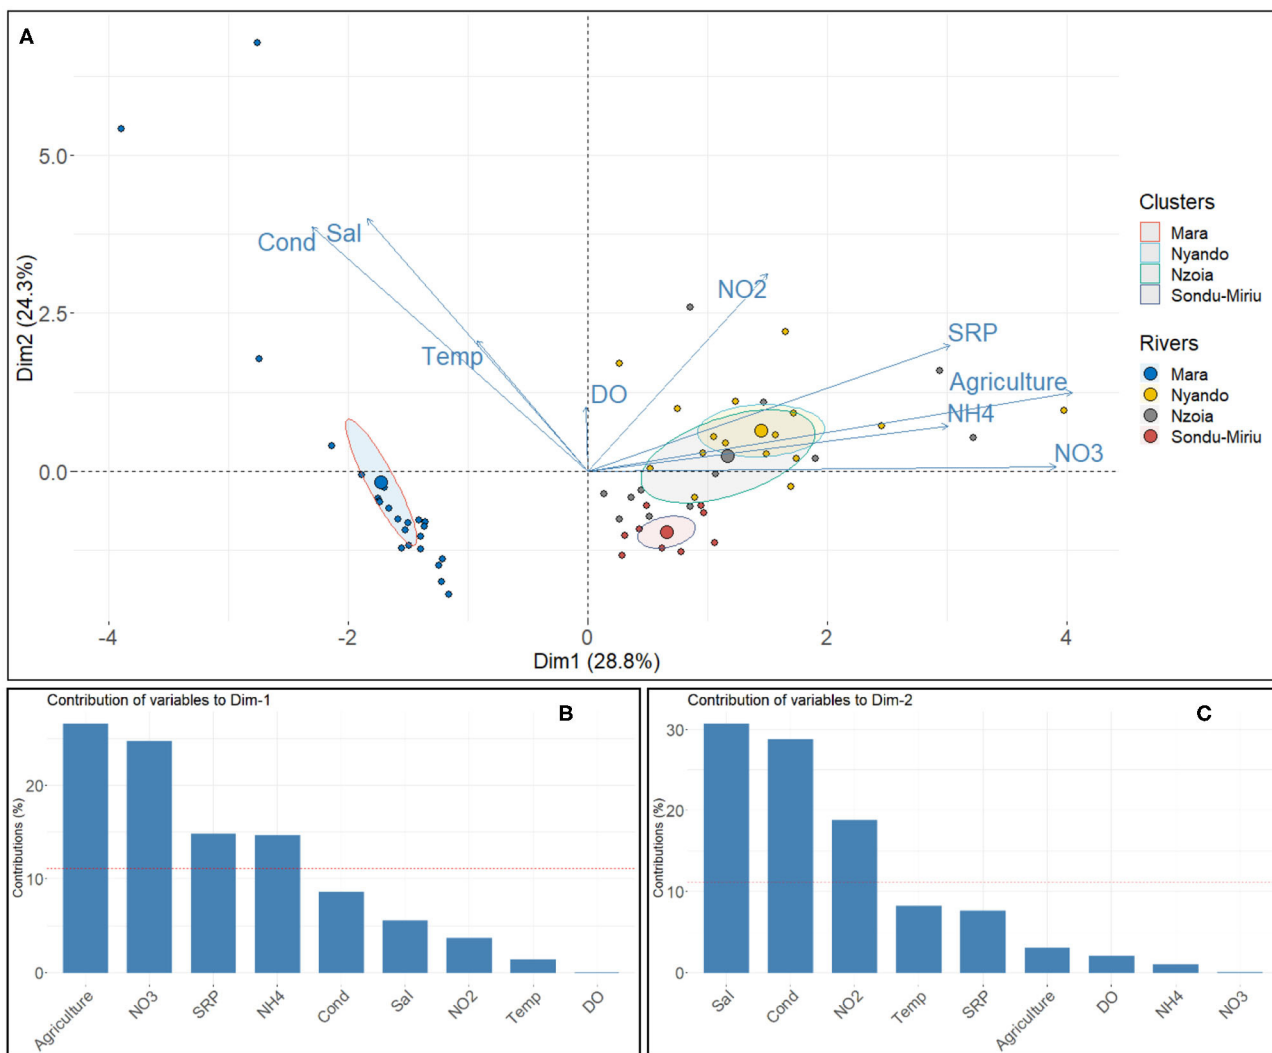 A
Clusters
Mara
Nyando
Nzoia
Sondu-Miriu
Rivers
Mara
Nyando
Nzoia
Sondu-Miriu
Dim2 (24.3%)
5.0
2.5
0.0
Cond
Sal
Temp
DO
NO2
SRP
Agriculture
NH4
NO3
-4
-2
0
2
4
Dim1 (28.8%)
Contribution of variables to Dim-1
B
Contributions (%)
20
10
0
Agriculture
NO3
SRP
NH4
Cond
Sal
NO2
Temp
DO
Contribution of variables to Dim-2
C
Contributions (%)
30
20
10
0
Sal
Cond
NO2
Temp
SRP
Agriculture
DO
NH4
NO3